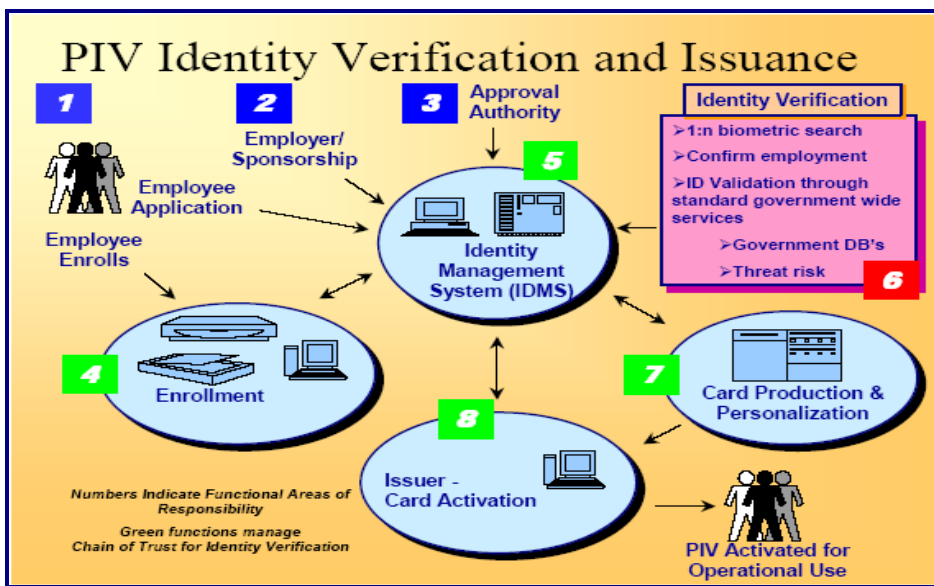 PIV Identity Verification and Issuance
1
2
3
Approval
Authority
Identity Verification
➢1:n biometric search
➢Confirm employment
➢ID Validation through
standard government wide
services
➢Government DB's
➢Threat risk
6
Employer/
Sponsorship
Employee
Application
Employee
Enrolls
5
Identity
Management
System (IDMS)
4
Enrollment
7
Card Production &
Personalization
8
Issuer -
Card Activation
Numbers Indicate Functional Areas of
Responsibility
Green functions manage
Chain of Trust for Identity Verification
PIV Activated for
Operational Use